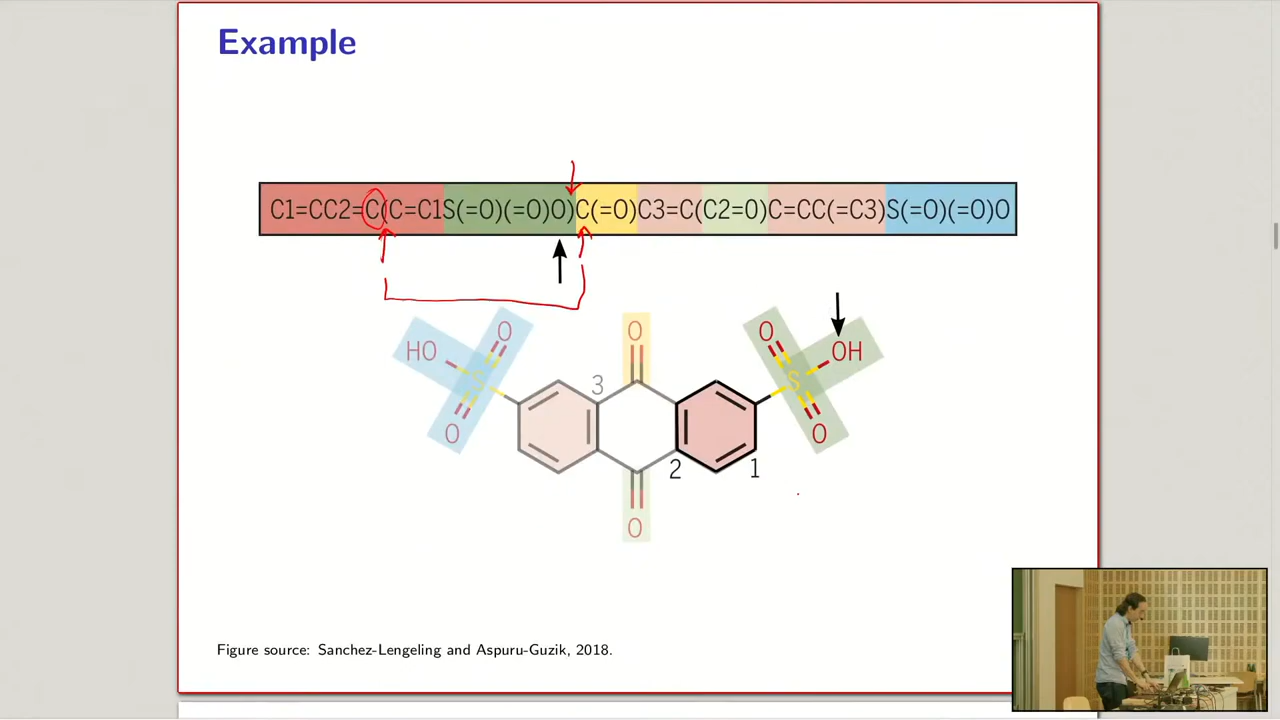 Example
C1=CC2=C(C=C1S(=O)(=O)O)C(=O)C3=C(C2=O)C=CC(=C3)S(=O)(=O)O
O O O
HO S 3 S OH
O 2 1 O
O
Figure source: Sanchez-Lengeling and Aspuru-Guzik, 2018.